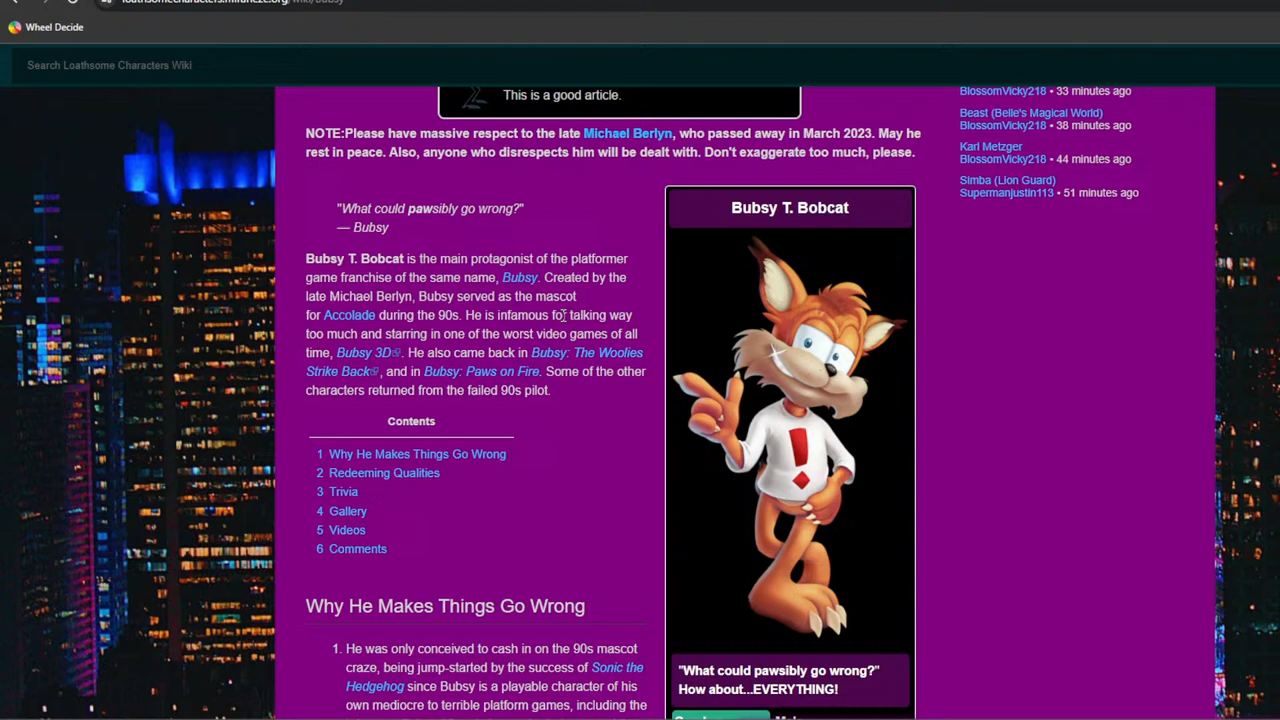 Wheel Decide
Search Loathsome Characters Wiki
This is a good article.
NOTE:Please have massive respect to the late Michael Berlyn, who passed away in March 2023. May he
rest in peace. Also, anyone who disrespects him will be dealt with. Don't exaggerate too much, please.
"What could pawsibly go wrong?"
— Bubsy
Bubsy T. Bobcat is the main protagonist of the platformer
game franchise of the same name, Bubsy. Created by the
late Michael Berlyn, Bubsy served as the mascot
for Accolade during the 90s. He is infamous for talking way
too much and starring in one of the worst video games of all
time, Bubsy 3D. He also came back in Bubsy: The Woolies
Strike Back, and in Bubsy: Paws on Fire. Some of the other
characters returned from the failed 90s pilot.
Contents
1 Why He Makes Things Go Wrong
2 Redeeming Qualities
3 Trivia
4 Gallery
5 Videos
6 Comments
Why He Makes Things Go Wrong
1. He was only conceived to cash in on the 90s mascot
craze, being jump-started by the success of Sonic the
Hedgehog since Bubsy is a playable character of his
own mediocre to terrible platform games, including the
Bubsy T. Bobcat
"What could pawsibly go wrong?"
How about...EVERYTHING!
BlossomVicky218 • 33 minutes ago
Beast (Belle's Magical World)
BlossomVicky218 • 38 minutes ago
Karl Metzger
BlossomVicky218 • 44 minutes ago
Simba (Lion Guard)
Supermanjustin113 • 51 minutes ago